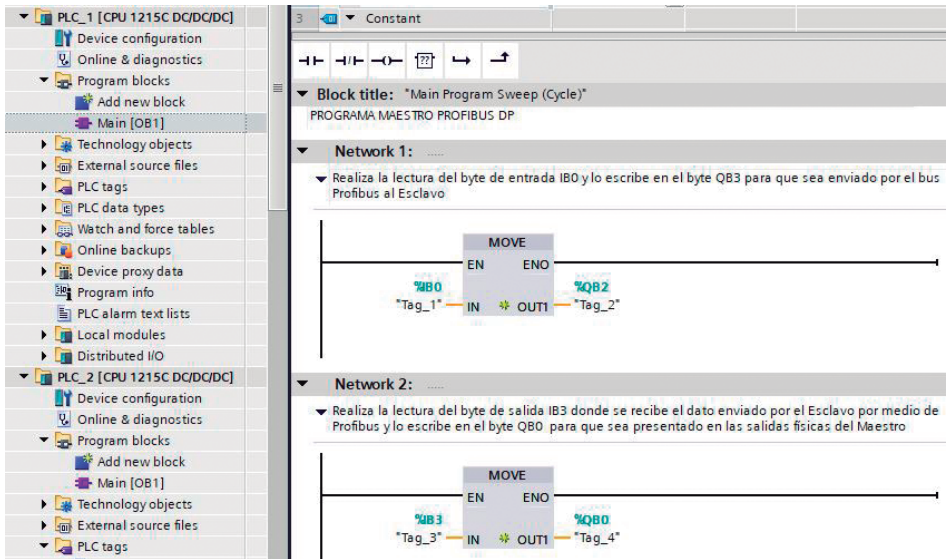 PLC_1 [CPU 1215C DC/DC/DC]
Device configuration
Online & diagnostics
Program blocks
Add new block
Main [OB1]
Technology objects
External source files
PLC tags
PLC data types
Watch and force tables
Online backups
Device proxy data
Program info
PLC alarm text lists
Local modules
Distributed I/O
PLC_2 [CPU 1215C DC/DC/DC]
Device configuration
Online & diagnostics
Program blocks
Add new block
Main [OB1]
Technology objects
External source files
PLC tags
3 Constant
??
Block title: "Main Program Sweep (Cycle)"
PROGRAMA MAESTRO PROFIBUS DP
Network 1: .....
Realiza la lectura del byte de entrada IB0 y lo escribe en el byte QB3 para que sea enviado por el bus
Profibus al Esclavo
MOVE
EN ENO
%IB0 %QB2
"Tag_1" IN OUT1 "Tag_2"
Network 2: .....
Realiza la lectura del byte de salida IB3 donde se recibe el dato enviado por el Esclavo por medio de
Profibus y lo escribe en el byte QB0 para que sea presentado en las salidas físicas del Maestro
MOVE
EN ENO
%IB3 %QB0
"Tag_3" IN OUT1 "Tag_4"